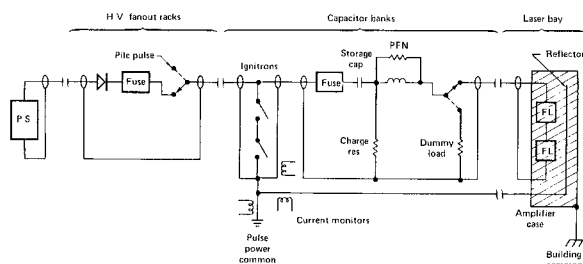 H V fanout racks
Capacitor banks
Laser bay
Pile pulse
Fuse
P S
Ignitrons
Fuse
Storage
cap
PFN
Charge
res
Dummy
load
Reflector
FL
FL
Amplifier
case
Current monitors
Pulse
power
common
Building